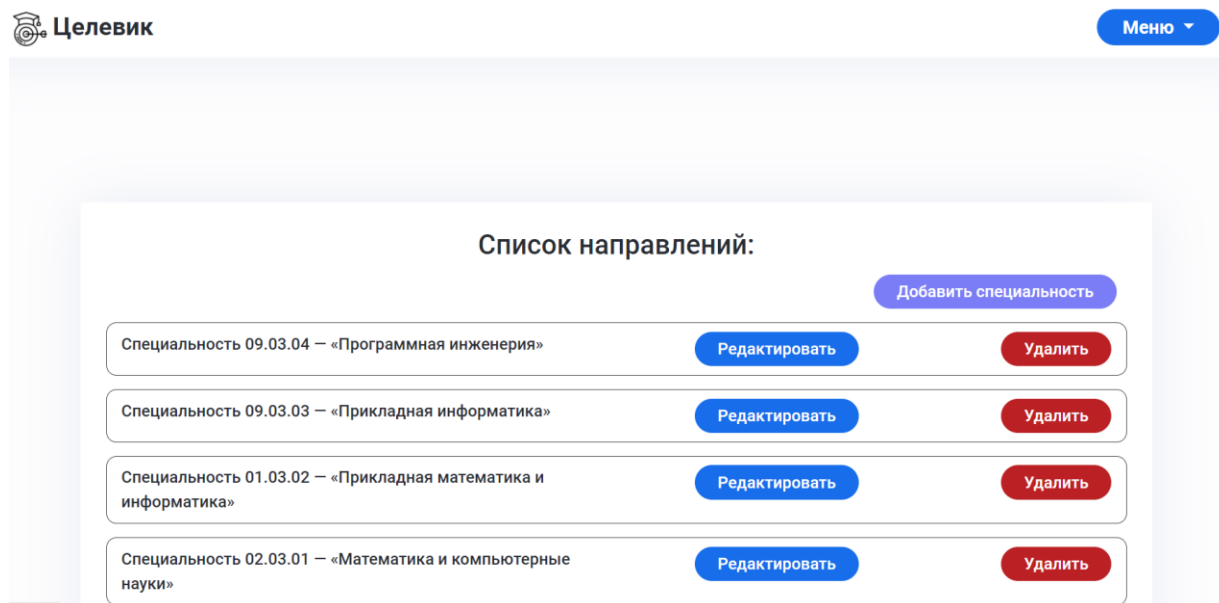 Целевик
Меню
Список направлений:
Добавить специальность
Специальность 09.03.04 — «Программная инженерия»
Редактировать
Удалить
Специальность 09.03.03 — «Прикладная информатика»
Редактировать
Удалить
Специальность 01.03.02 — «Прикладная математика и
информатика»
Редактировать
Удалить
Специальность 02.03.01 — «Математика и компьютерные
науки»
Редактировать
Удалить